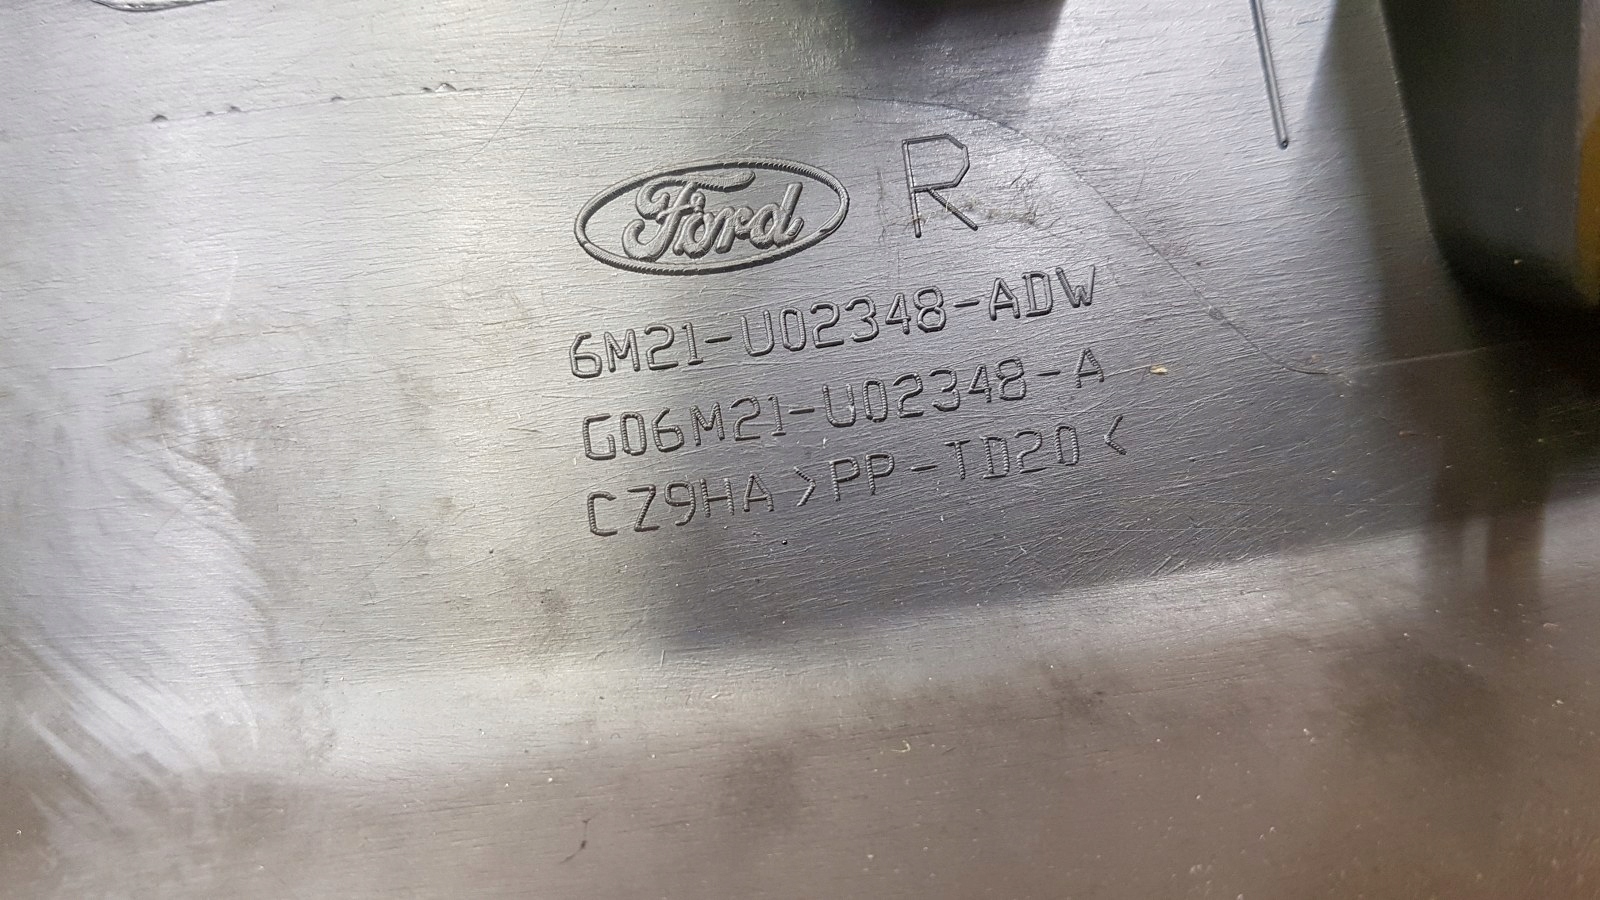 Ford R
6M21-U02348-ADW
G06M21-U02348-A
CZ9HA >PP-TD20<